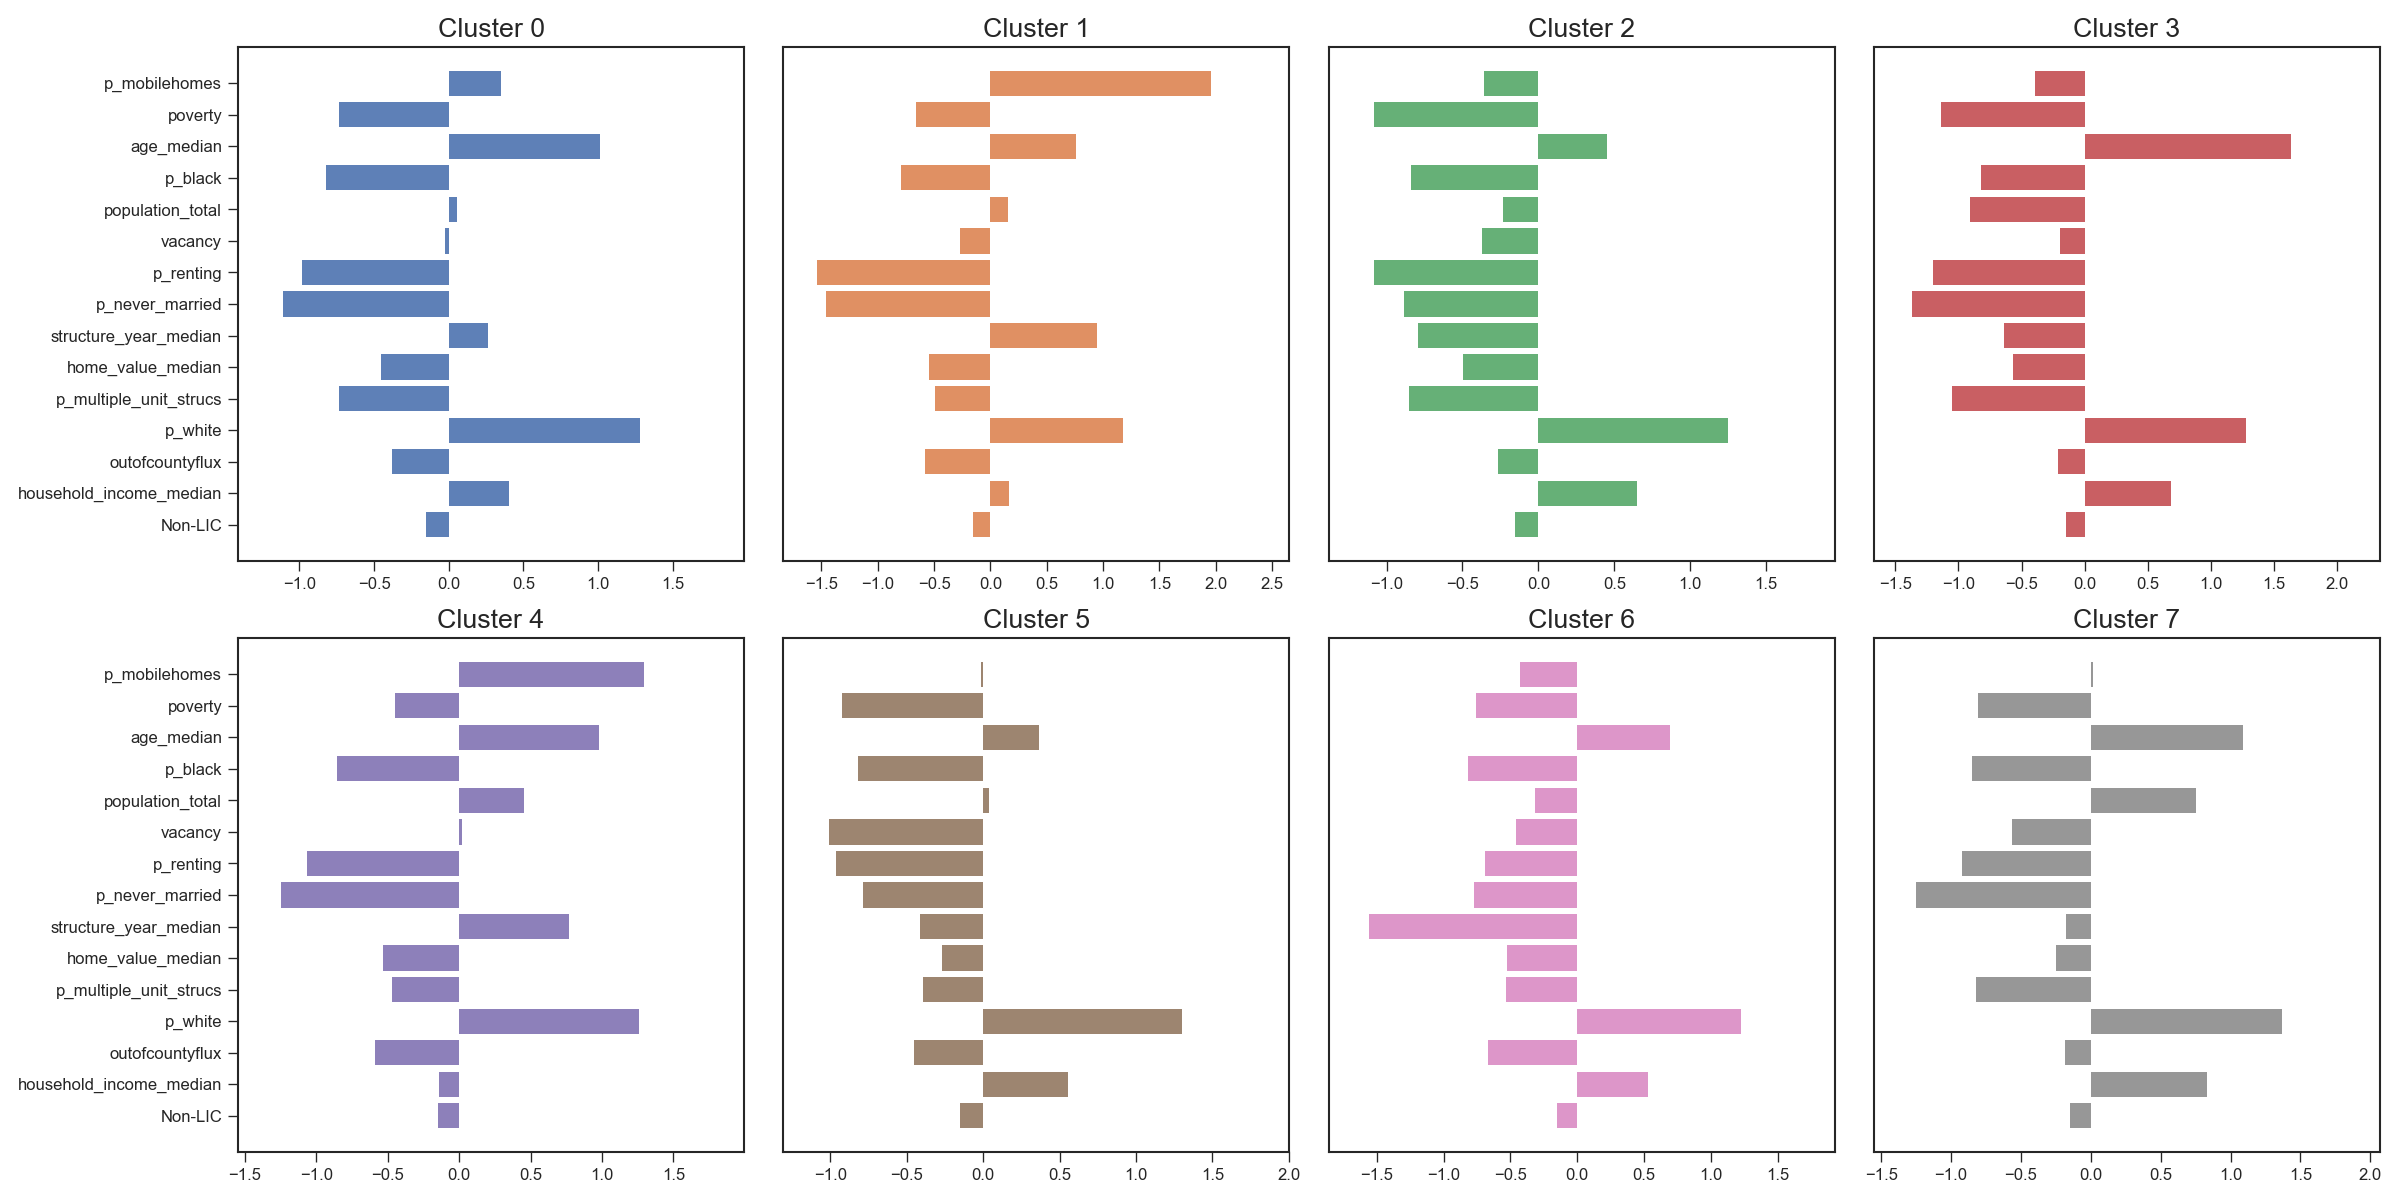 Cluster 0
Cluster 1
Cluster 2
Cluster 3
p_mobilehomes
poverty
age_median
p_black
population_total
vacancy
p_renting
p_never_married
structure_year_median
home_value_median
p_multiple_unit_strucs
p_white
outofcountyflux
household_income_median
Non-LIC
−1.0 −0.5 0.0 0.5 1.0 1.5
−1.5 −1.0 −0.5 0.0 0.5 1.0 1.5 2.0 2.5
−1.0 −0.5 0.0 0.5 1.0 1.5
−1.5 −1.0 −0.5 0.0 0.5 1.0 1.5 2.0
Cluster 4
Cluster 5
Cluster 6
Cluster 7
p_mobilehomes
poverty
age_median
p_black
population_total
vacancy
p_renting
p_never_married
structure_year_median
home_value_median
p_multiple_unit_strucs
p_white
outofcountyflux
household_income_median
Non-LIC
−1.5 −1.0 −0.5 0.0 0.5 1.0 1.5
−1.0 −0.5 0.0 0.5 1.0 1.5 2.0
−1.5 −1.0 −0.5 0.0 0.5 1.0 1.5
−1.5 −1.0 −0.5 0.0 0.5 1.0 1.5 2.0